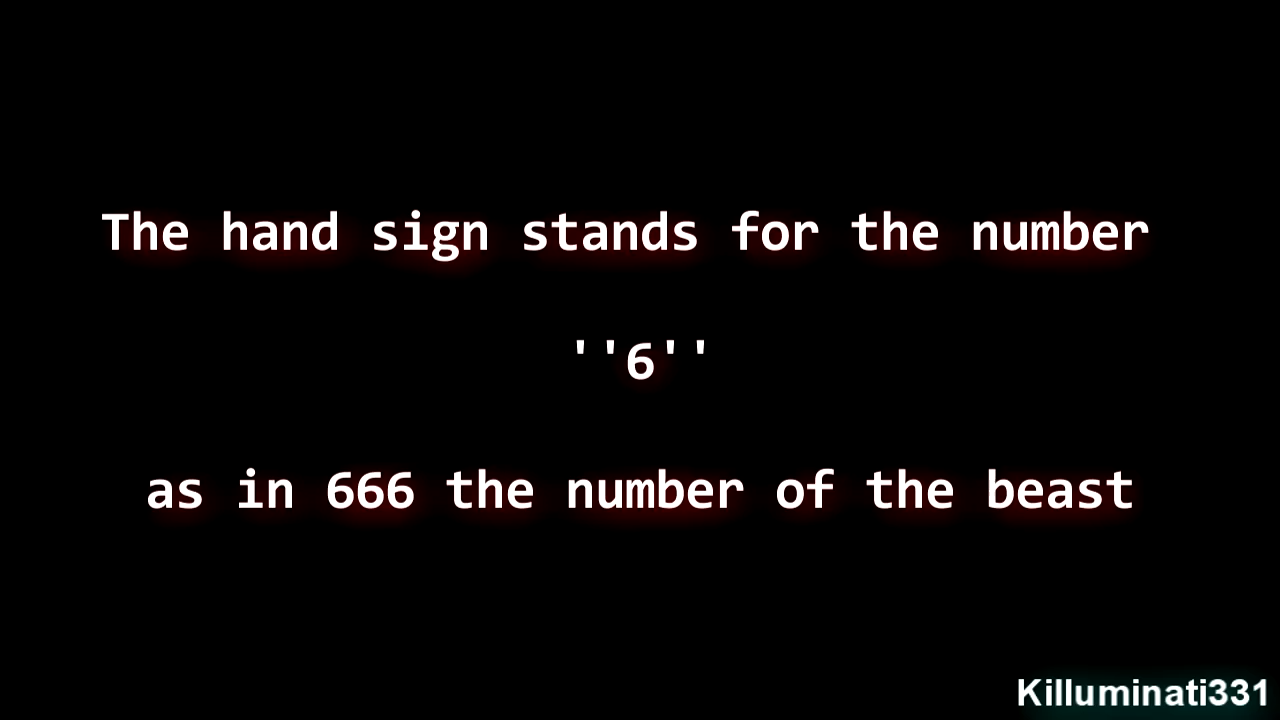 The hand sign stands for the number
''6''
as in 666 the number of the beast
Killuminati331